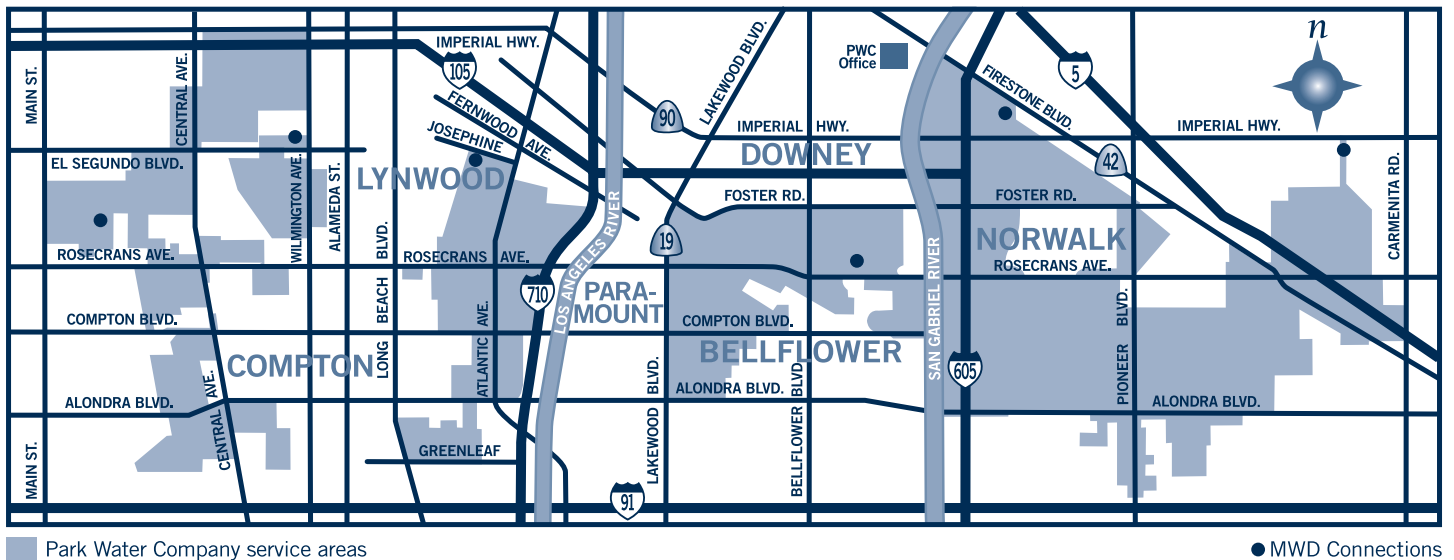 n
IMPERIAL HWY.
LAKEWOOD BLVD.
PWC
Office
5
MAIN ST.
CENTRAL AVE.
105
FIRESTONE BLVD.
FERNWOOD AVE.
90
IMPERIAL HWY.
IMPERIAL HWY.
JOSEPHINE
EL SEGUNDO BLVD.
DOWNEY
42
LYNWOOD
WILMINGTON AVE.
ALAMEDA ST.
FOSTER RD.
FOSTER RD.
CARMENITA RD.
LOS ANGELES RIVER
19
SAN GABRIEL RIVER
NORWALK
ROSECRANS AVE.
LONG BEACH BLVD.
ROSECRANS AVE.
ROSECRANS AVE.
710
PARA-
MOUNT
COMPTON BLVD.
ATLANTIC AVE.
COMPTON BLVD.
PIONEER BLVD.
COMPTON
BELLFLOWER
605
ALONDRA BLVD.
CENTRAL AVE.
LAKEWOOD BLVD.
ALONDRA BLVD.
BELLFLOWER BLVD.
ALONDRA BLVD.
MAIN ST.
GREENLEAF
91
Park Water Company service areas
MWD Connections